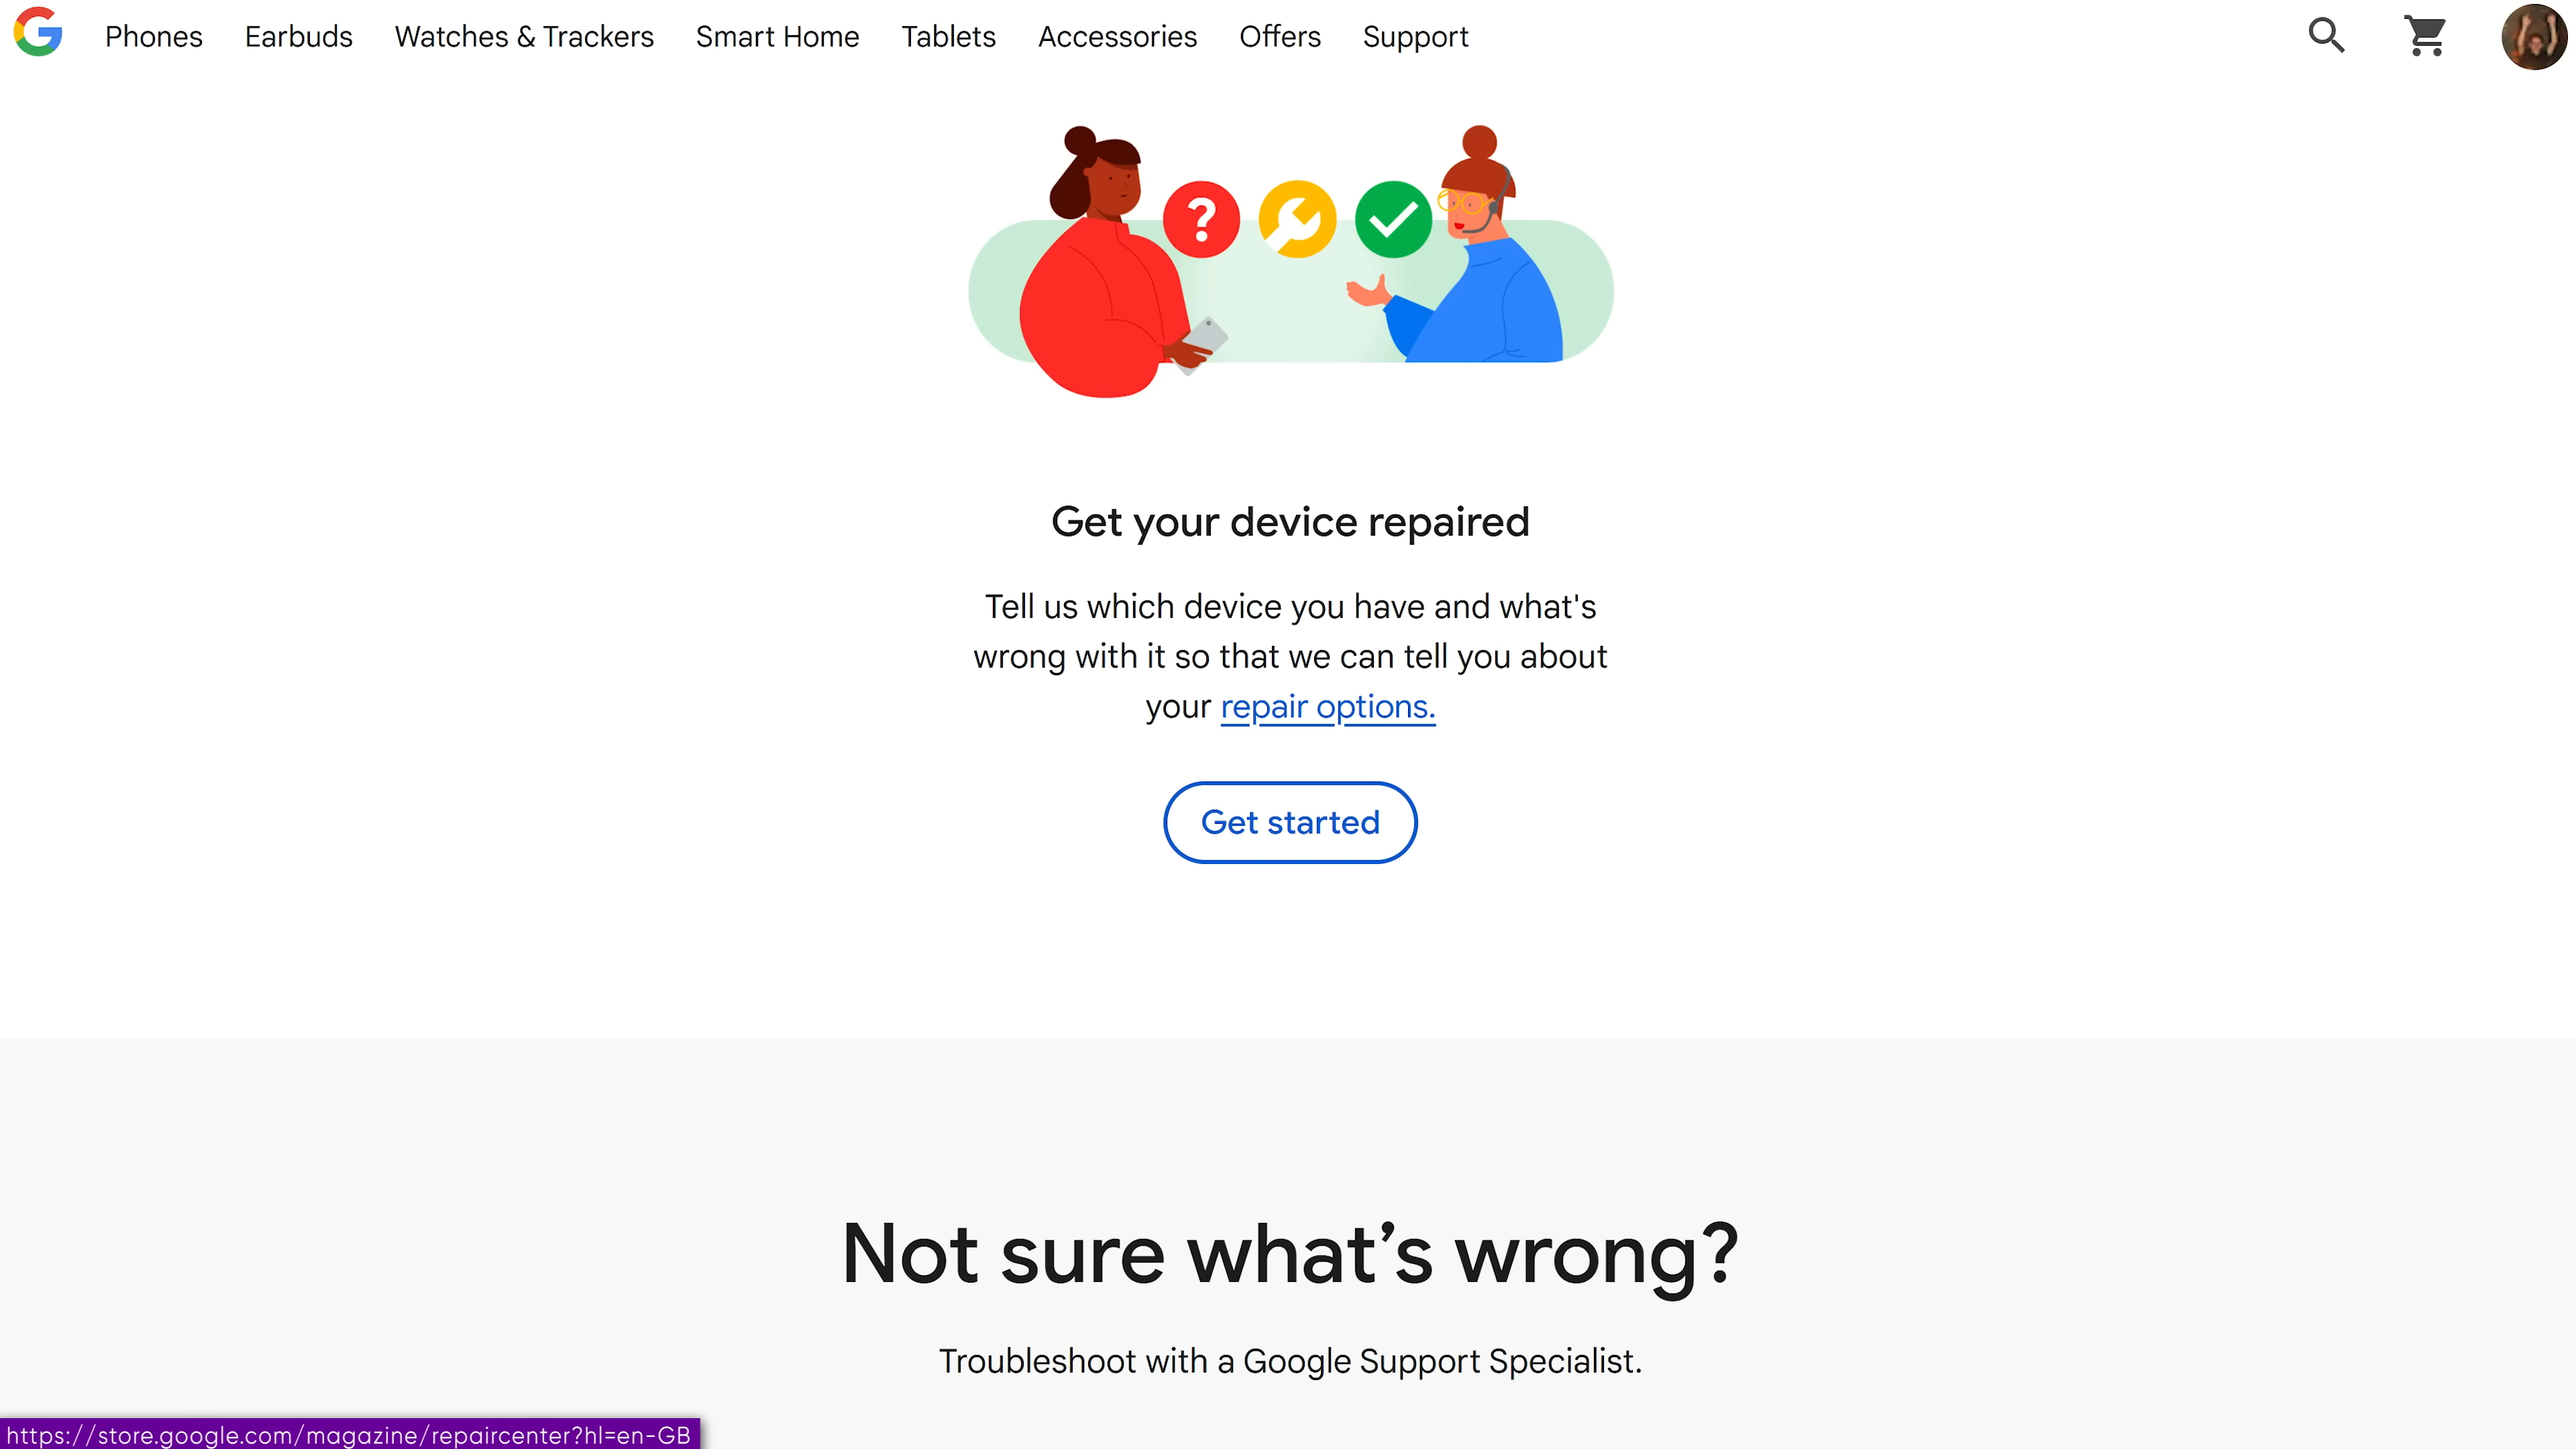 Phones Earbuds Watches & Trackers Smart Home Tablets Accessories Offers Support
Get your device repaired
Tell us which device you have and what's
wrong with it so that we can tell you about
your repair options.
Get started
Not sure what’s wrong?
Troubleshoot with a Google Support Specialist.
https://store.google.com/magazine/repaircenter?hl=en-GB